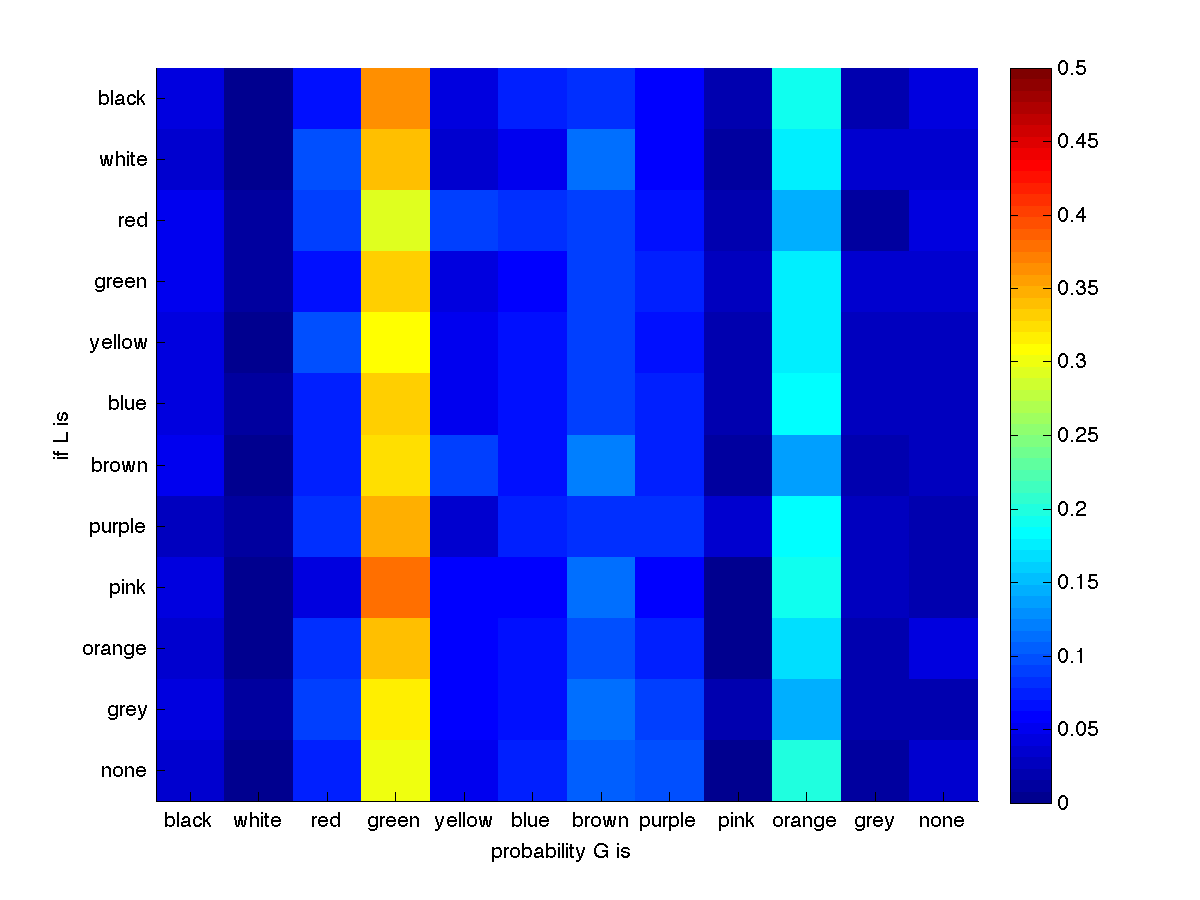 black
white
red
green
yellow
blue
brown
purple
pink
orange
grey
none
if L is
black white red green yellow blue brown purple pink orange grey none
probability G is
0.5
0.45
0.4
0.35
0.3
0.25
0.2
0.15
0.1
0.05
0